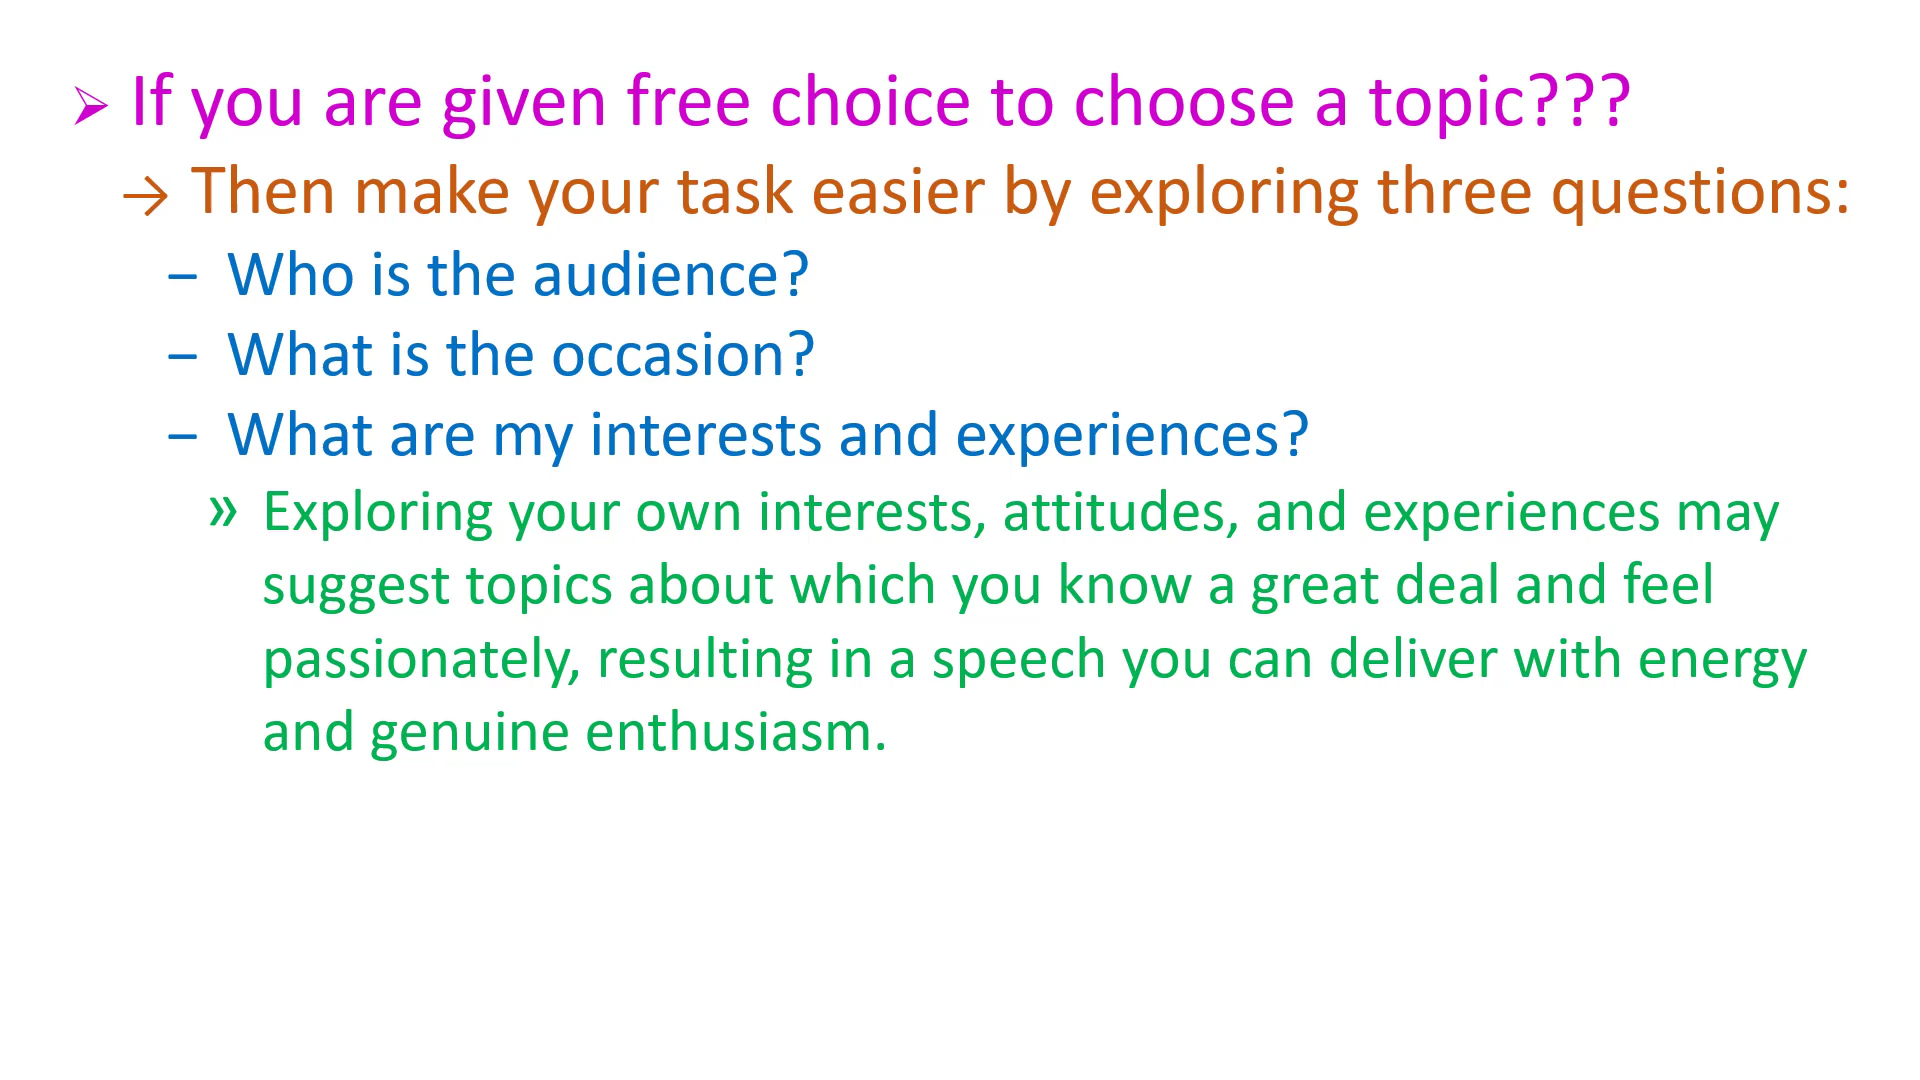 ➢ If you are given free choice to choose a topic???
→ Then make your task easier by exploring three questions:
– Who is the audience?
– What is the occasion?
– What are my interests and experiences?
» Exploring your own interests, attitudes, and experiences may
suggest topics about which you know a great deal and feel
passionately, resulting in a speech you can deliver with energy
and genuine enthusiasm.